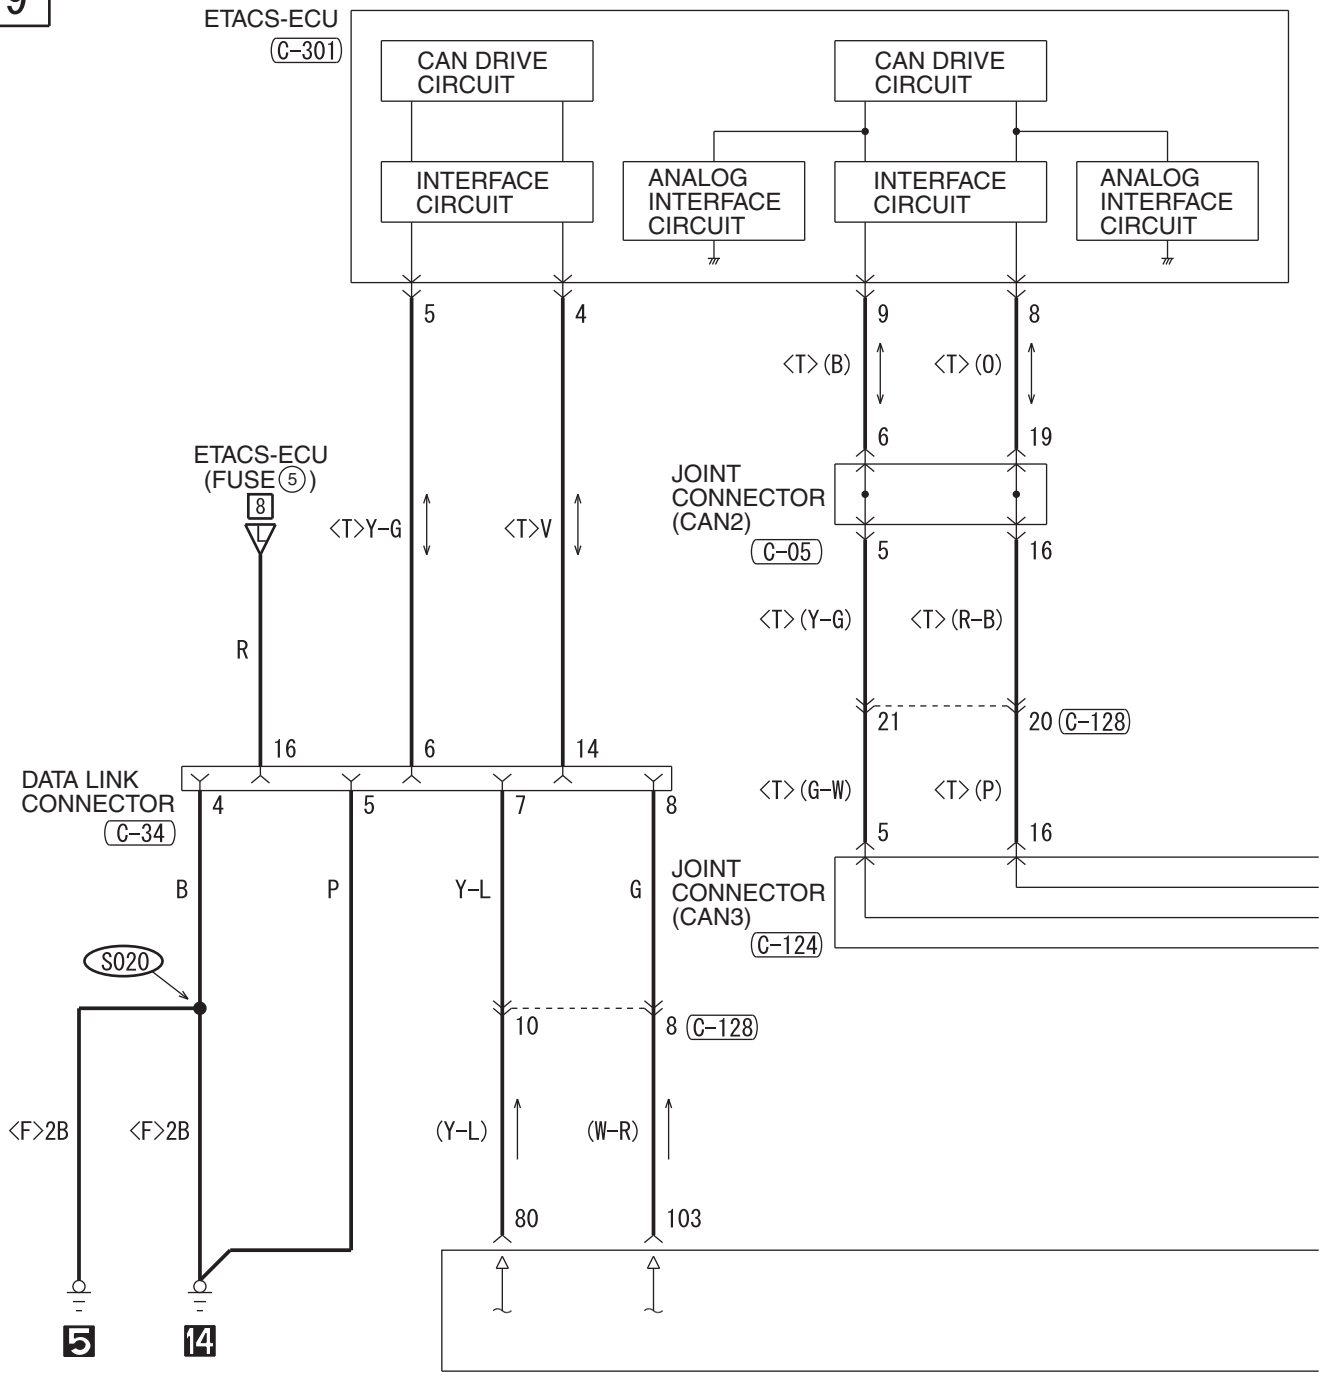 9
ETACS-ECU
C-301
CAN DRIVE
CIRCUIT
CAN DRIVE
CIRCUIT
INTERFACE
CIRCUIT
ANALOG
INTERFACE
CIRCUIT
INTERFACE
CIRCUIT
ANALOG
INTERFACE
CIRCUIT
5
4
9
8
<T>(B)
<T>(O)
6
19
ETACS-ECU
(FUSE⑤)
8
L
<T>Y-G
<T>V
JOINT
CONNECTOR
(CAN2)
C-05
5
16
<T>(Y-G)
<T>(R-B)
R
21
20 C-128
16
6
14
DATA LINK
CONNECTOR
C-34
4
5
7
8
<T>(G-W)
<T>(P)
5
16
B
P
Y-L
G
JOINT
CONNECTOR
(CAN3)
C-124
S020
10
8 C-128
<F>2B
<F>2B
(Y-L)
(W-R)
80
103
5
14